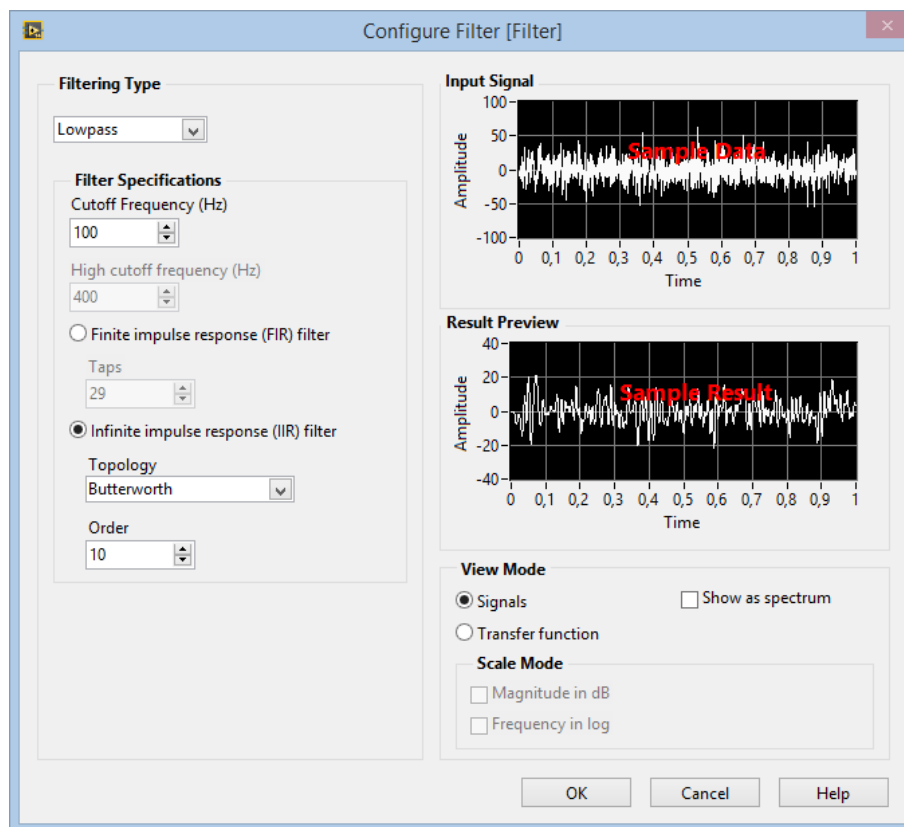 Configure Filter [Filter]
Filtering Type
Lowpass
Filter Specifications
Cutoff Frequency (Hz)
100
High cutoff frequency (Hz)
400
Finite impulse response (FIR) filter
Taps
29
Infinite impulse response (IIR) filter
Topology
Butterworth
Order
10
Input Signal
Amplitude
100
50
0
-50
-100
Sample Data
0 0,1 0,2 0,3 0,4 0,5 0,6 0,7 0,8 0,9 1
Time
Result Preview
Amplitude
40
20
0
-20
-40
Sample Result
0 0,1 0,2 0,3 0,4 0,5 0,6 0,7 0,8 0,9 1
Time
View Mode
Signals Show as spectrum
Transfer function
Scale Mode
Magnitude in dB
Frequency in log
OK Cancel Help